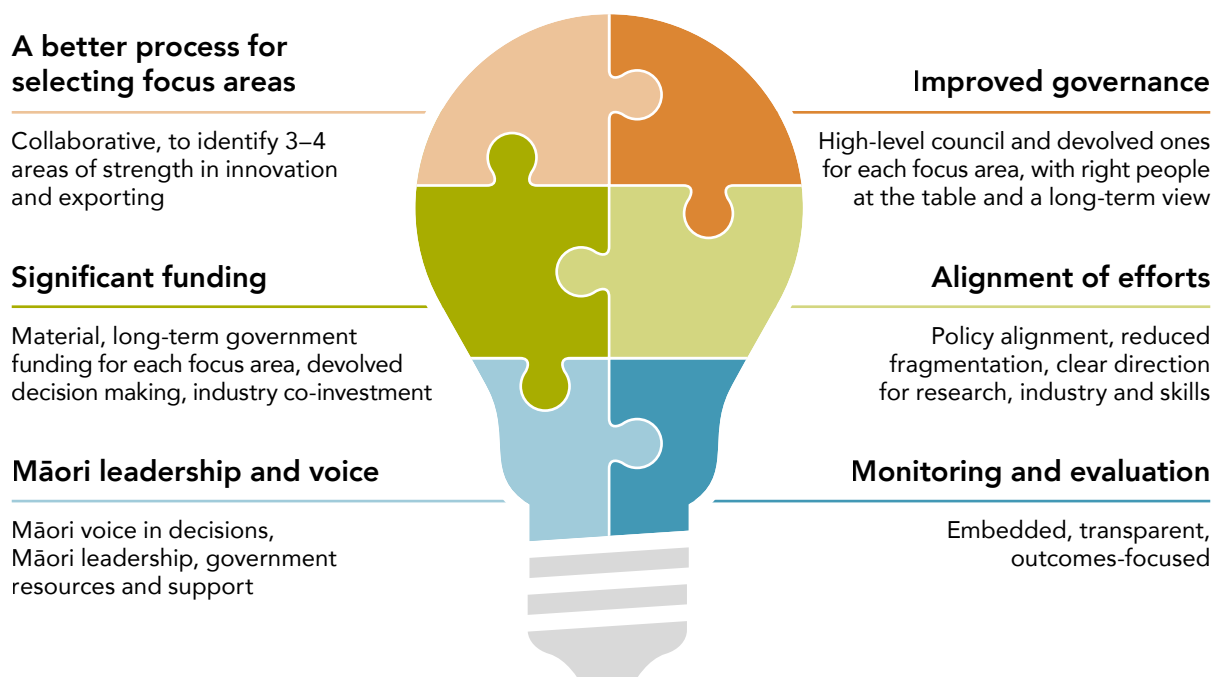 A better process for
selecting focus areas
Collaborative, to identify 3–4
areas of strength in innovation
and exporting
Improved governance
High-level council and devolved ones
for each focus area, with right people
at the table and a long-term view
Significant funding
Material, long-term government
funding for each focus area, devolved
decision making, industry co-investment
Alignment of efforts
Policy alignment, reduced
fragmentation, clear direction
for research, industry and skills
Māori leadership and voice
Māori voice in decisions,
Māori leadership, government
resources and support
Monitoring and evaluation
Embedded, transparent,
outcomes-focused